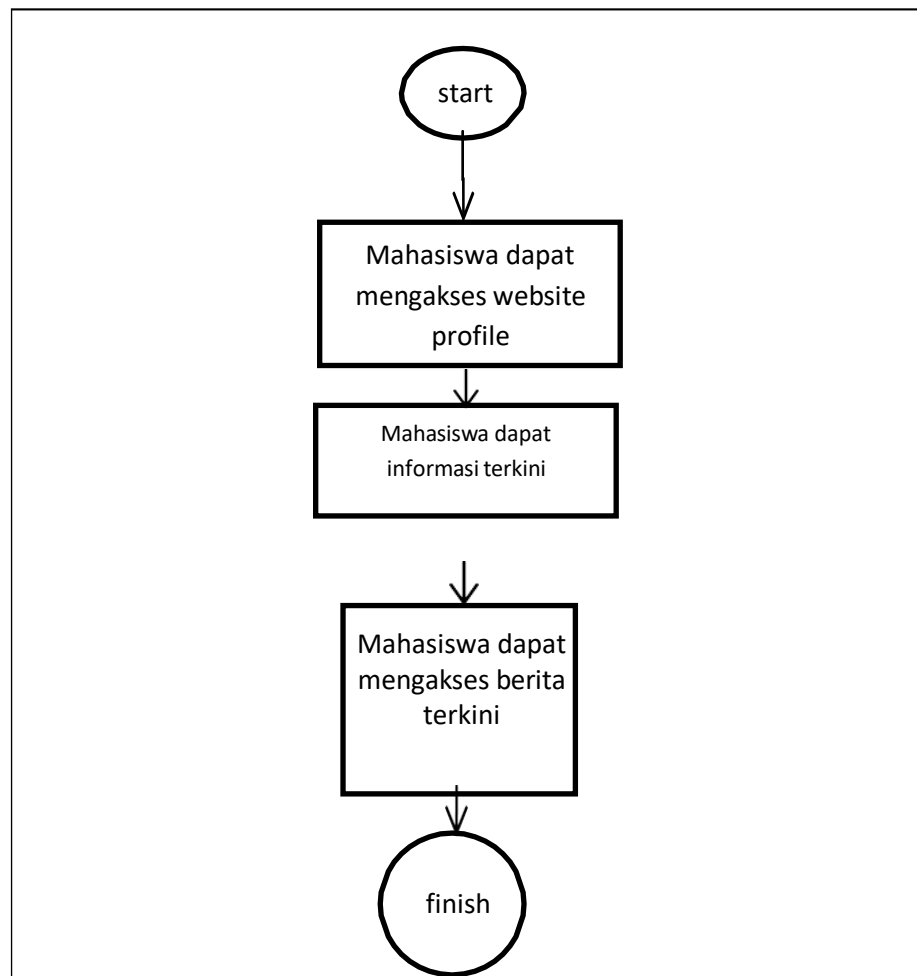 start
Mahasiswa dapat
mengakses website
profile
Mahasiswa dapat
informasi terkini
Mahasiswa dapat
mengakses berita
terkini
finish